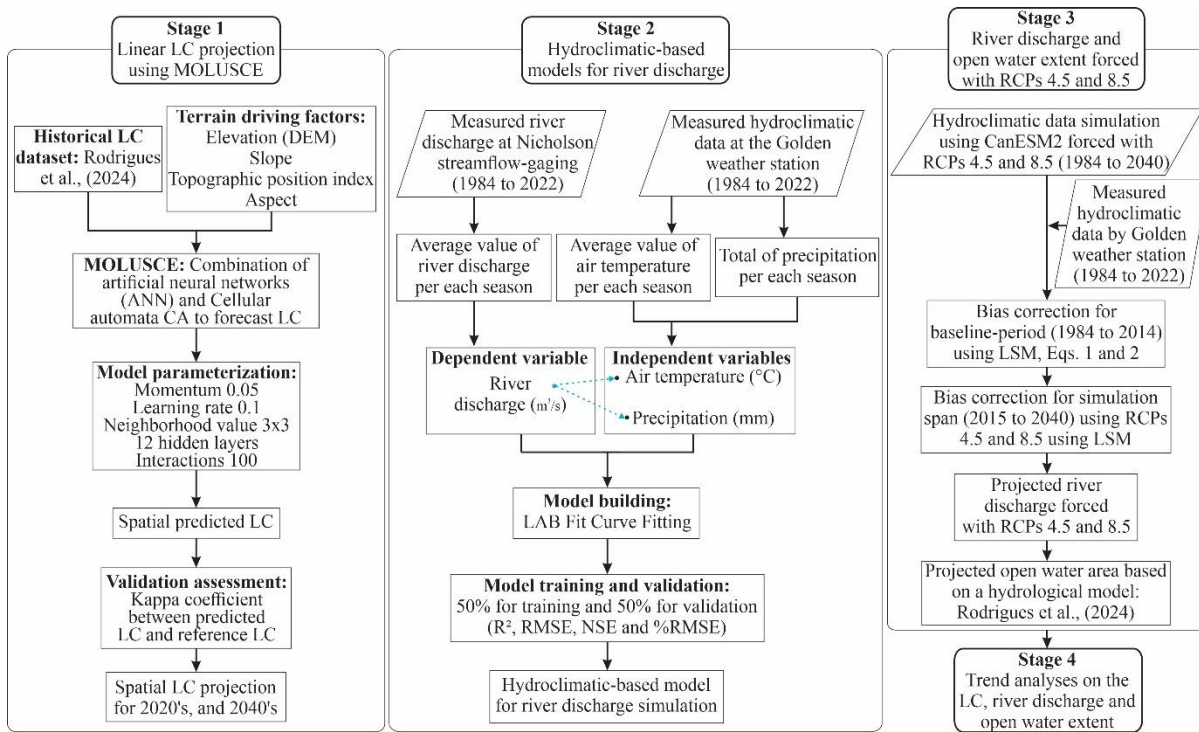 Stage 1
Linear LC projection
using MOLUSCE
Historical LC
dataset: Rodrigues
et al., (2024)
Terrain driving factors:
Elevation (DEM)
Slope
Topographic position index
Aspect
MOLUSCE: Combination of
artificial neural networks
(ANN) and Cellular
automata CA to forecast LC
Model parameterization:
Momentum 0.05
Learning rate 0.1
Neighborhood value 3x3
12 hidden layers
Interactions 100
Spatial predicted LC
Validation assessment:
Kappa coefficient
between predicted
LC and reference LC
Spatial LC projection
for 2020's, and 2040's
Stage 2
Hydroclimatic-based
models for river discharge
Measured river
discharge at Nicholson
streamflow-gaging
(1984 to 2022)
Measured hydroclimatic
data at the Golden
weather station
(1984 to 2022)
Average value of
river discharge
per each season
Average value of
air temperature
per each season
Total of precipitation
per each season
Dependent variable
River
discharge (m³/s)
Independent variables
• Air temperature (°C)
• Precipitation (mm)
Model building:
LAB Fit Curve Fitting
Model training and validation:
50% for training and 50% for validation
(R², RMSE, NSE and %RMSE)
Hydroclimatic-based model
for river discharge simulation
Stage 3
River discharge and
open water extent forced
with RCPs 4.5 and 8.5
Hydroclimatic data simulation
using CanESM2 forced with
RCPs 4.5 and 8.5 (1984 to 2040)
Measured
hydroclimatic
data by Golden
weather station
(1984 to 2022)
Bias correction for
baseline-period (1984 to 2014)
using LSM, Eqs. 1 and 2
Bias correction for simulation
span (2015 to 2040) using RCPs
4.5 and 8.5 using LSM
Projected river
discharge forced
with RCPs 4.5 and 8.5
Projected open water area based
on a hydrological model:
Rodrigues et al., (2024)
Stage 4
Trend analyses on the
LC, river discharge and
open water extent